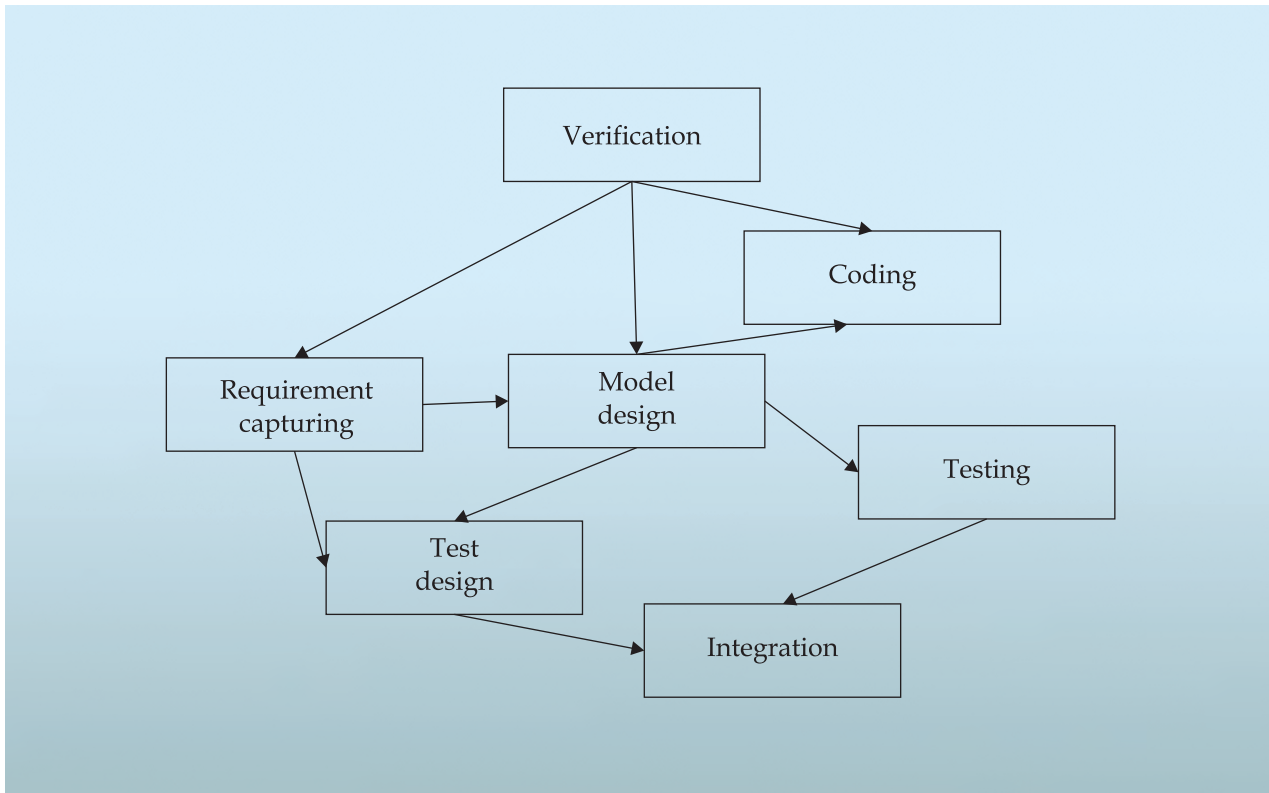 Verification
Coding
Requirement
capturing
Model
design
Testing
Test
design
Integration